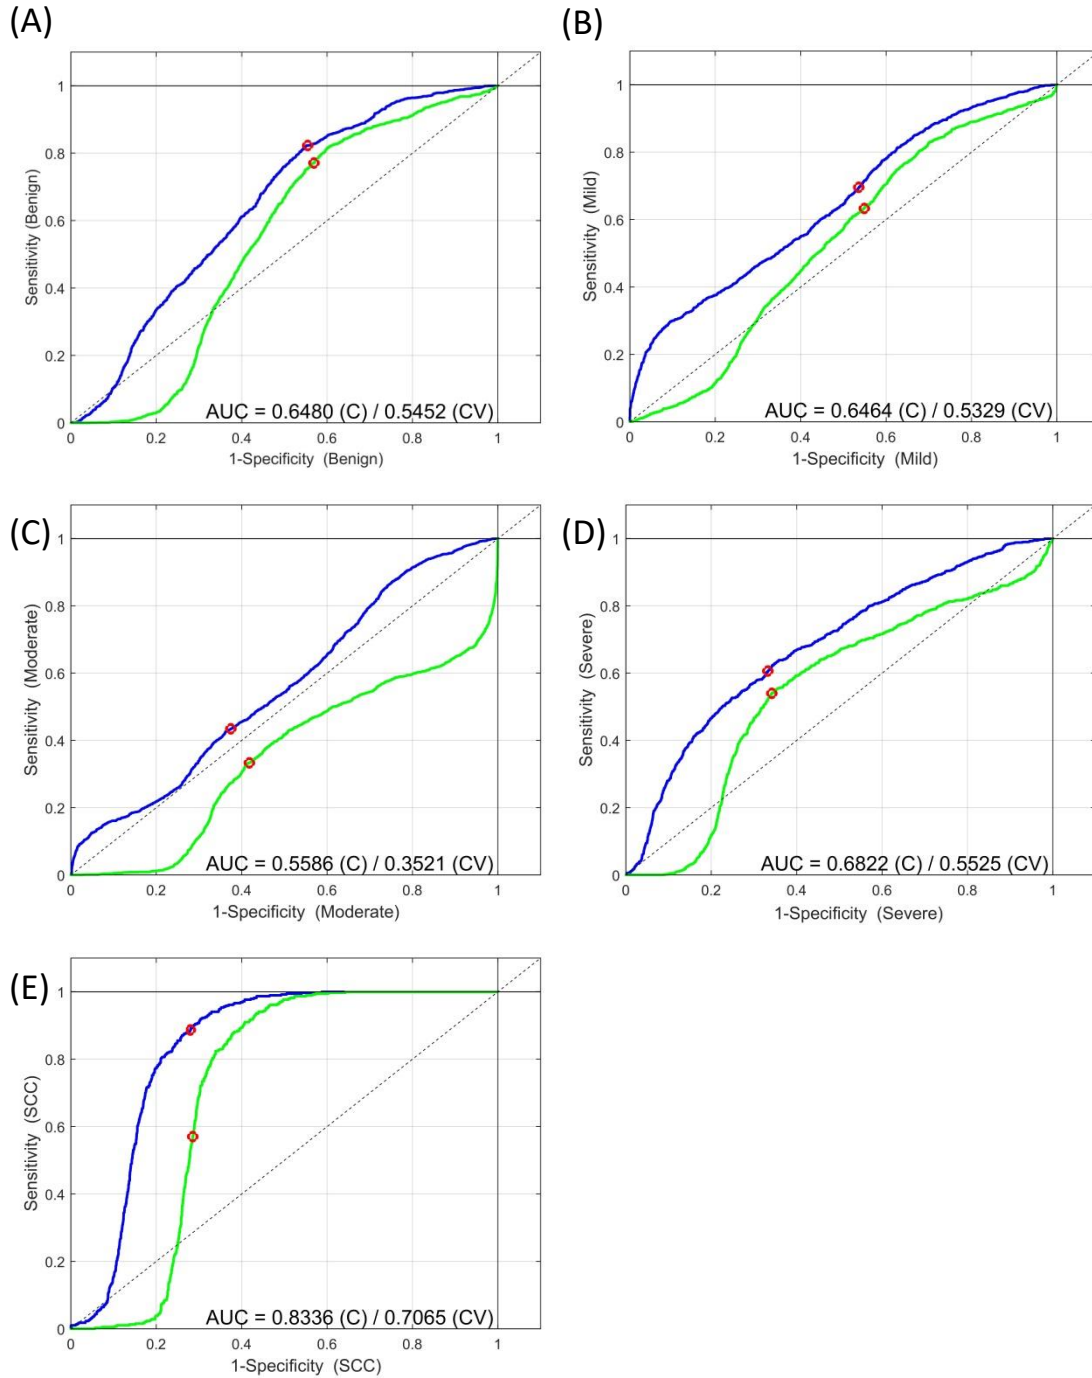 (A)
1
0.8
0.6
0.4
0.2
0
Sensitivity (Benign)
AUC = 0.6480 (C) / 0.5452 (CV)
0 0.2 0.4 0.6 0.8 1
1-Specificity (Benign)
(B)
1
0.8
0.6
0.4
0.2
0
Sensitivity (Mild)
AUC = 0.6464 (C) / 0.5329 (CV)
0 0.2 0.4 0.6 0.8 1
1-Specificity (Mild)
(C)
1
0.8
0.6
0.4
0.2
0
Sensitivity (Moderate)
AUC = 0.5586 (C) / 0.3521 (CV)
0 0.2 0.4 0.6 0.8 1
1-Specificity (Moderate)
(D)
1
0.8
0.6
0.4
0.2
0
Sensitivity (Severe)
AUC = 0.6822 (C) / 0.5525 (CV)
0 0.2 0.4 0.6 0.8 1
1-Specificity (Severe)
(E)
1
0.8
0.6
0.4
0.2
0
Sensitivity (SCC)
AUC = 0.8336 (C) / 0.7065 (CV)
0 0.2 0.4 0.6 0.8 1
1-Specificity (SCC)